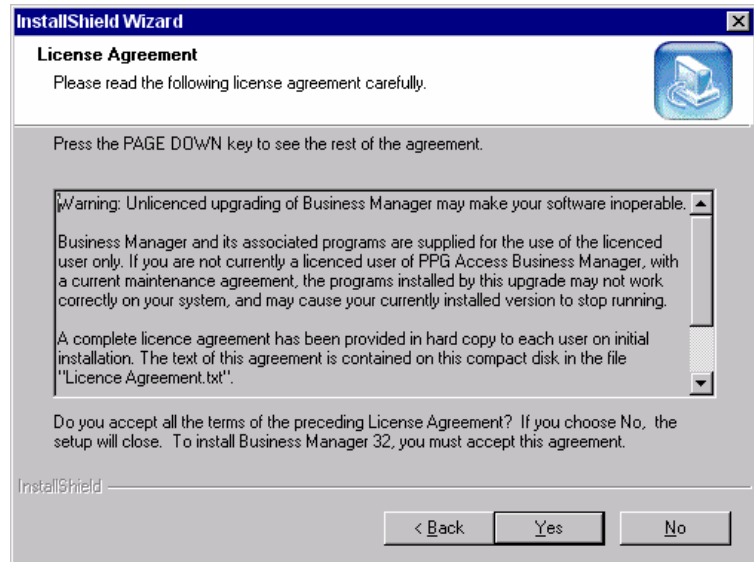 InstallShield Wizard
License Agreement
Please read the following license agreement carefully.
Press the PAGE DOWN key to see the rest of the agreement.
Warning: Unlicenced upgrading of Business Manager may make your software inoperable.
Business Manager and its associated programs are supplied for the use of the licenced
user only. If you are not currently a licenced user of PPG Access Business Manager, with
a current maintenance agreement, the programs installed by this upgrade may not work
correctly on your system, and may cause your currently installed version to stop running.
A complete licence agreement has been provided in hard copy to each user on initial
installation. The text of this agreement is contained on this compact disk in the file
"Licence Agreement.txt".
Do you accept all the terms of the preceding License Agreement? If you choose No, the
setup will close. To install Business Manager 32, you must accept this agreement.
InstallShield
< Back Yes No